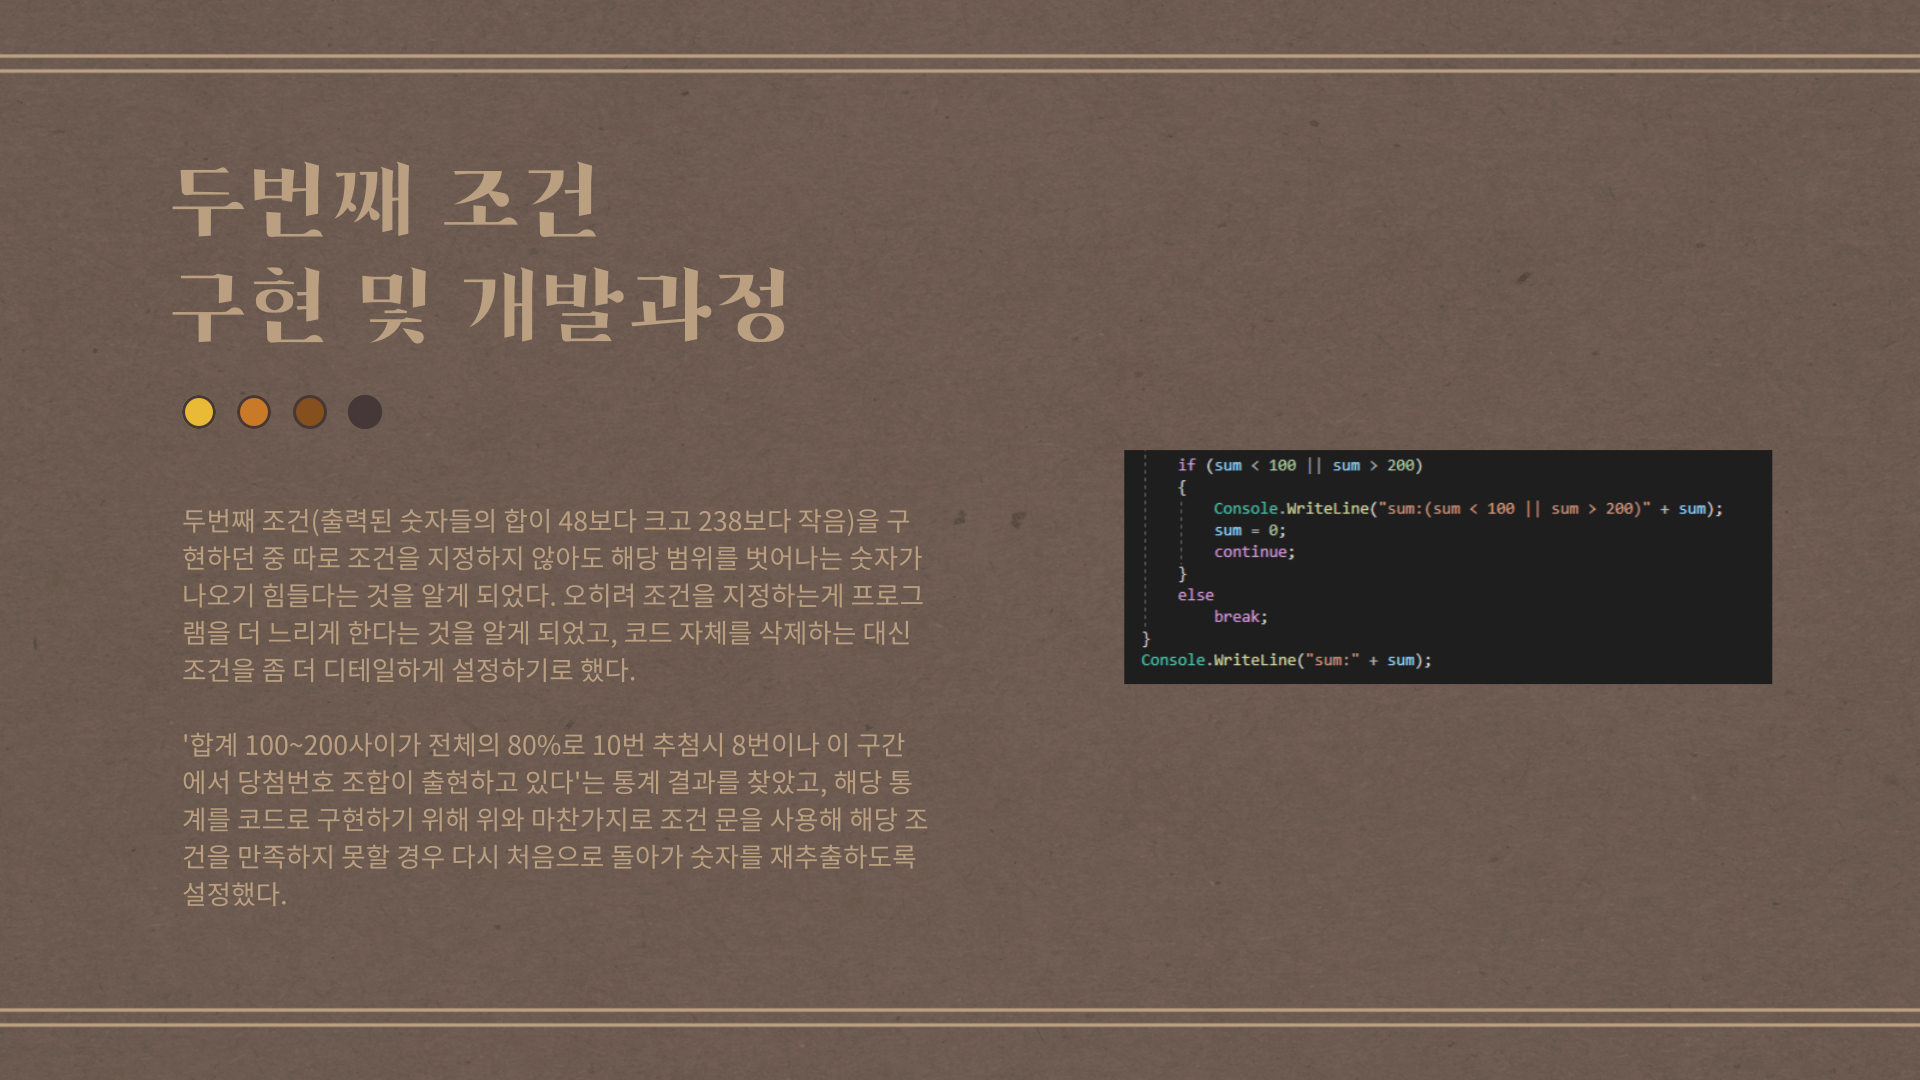 두번째 조건
구현 및 개발과정
두번째 조건(출력된 숫자들의 합이 48보다 크고 238보다 작음)을 구
현하던 중 따로 조건을 지정하지 않아도 해당 범위를 벗어나는 숫자가
나오기 힘들다는 것을 알게 되었다. 오히려 조건을 지정하는게 프로그
램을 더 느리게 한다는 것을 알게 되었고, 코드 자체를 삭제하는 대신
조건을 좀 더 디테일하게 설정하기로 했다.
'합계 100~200사이가 전체의 80%로 10번 추첨시 8번이나 이 구간
에서 당첨번호 조합이 출현하고 있다'는 통계 결과를 찾았고, 해당 통
계를 코드로 구현하기 위해 위와 마찬가지로 조건 문을 사용해 해당 조
건을 만족하지 못할 경우 다시 처음으로 돌아가 숫자를 재추출하도록
설정했다.
if (sum < 100 || sum > 200)
{
Console.WriteLine("sum:(sum < 100 || sum > 200)" + sum);
sum = 0;
continue;
}
else
break;
}
Console.WriteLine("sum:" + sum);